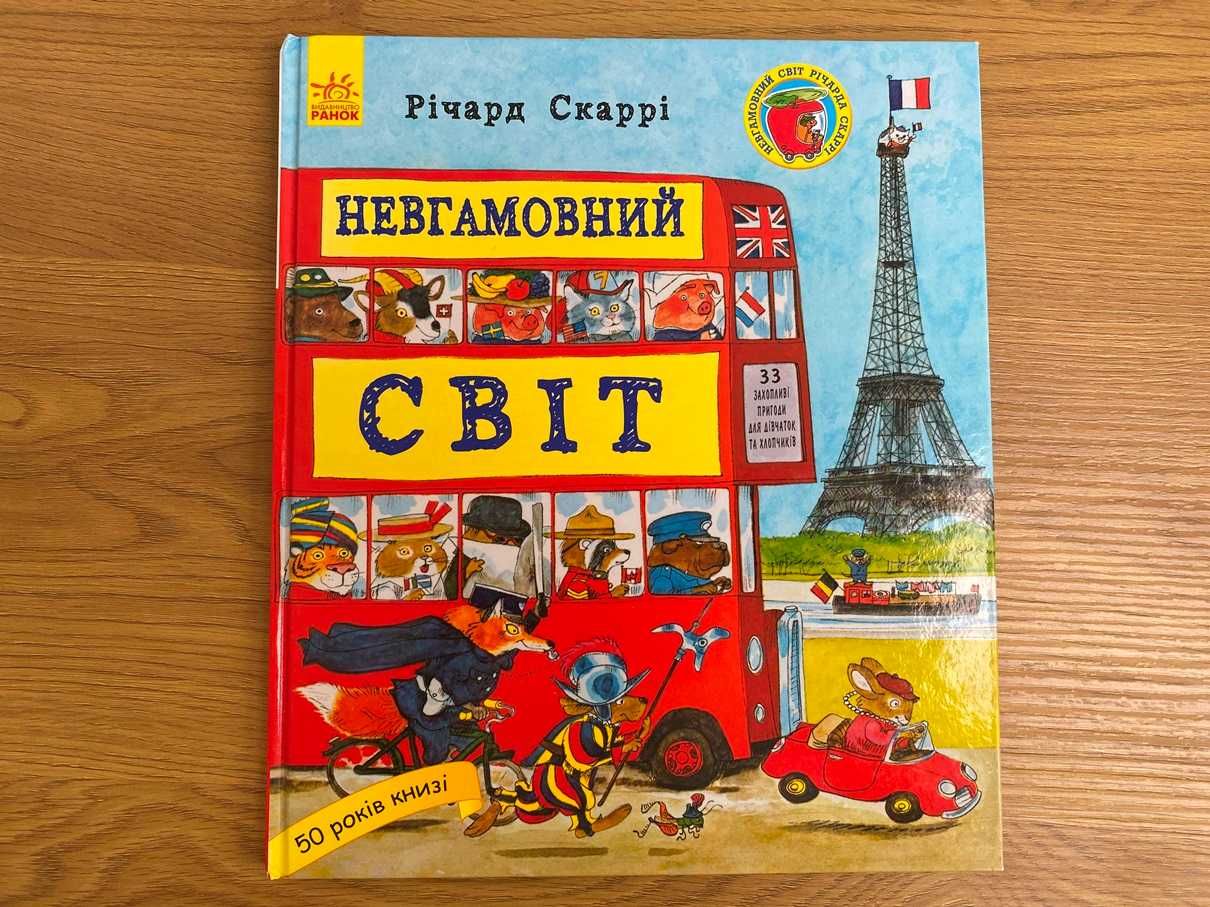 ВИДАВНИЦТВО
РАНОК
Річард Скаррі
НЕВГАМОВНИЙ СВІТ РІЧАРДА СКАРРІ
НЕВГАМОВНИЙ
7
СВІТ
33
ЗАХОПЛИВІ
ПРИГОДИ
ДЛЯ ДІВЧАТОК
ТА ХЛОПЧИКІВ
50 років книзі